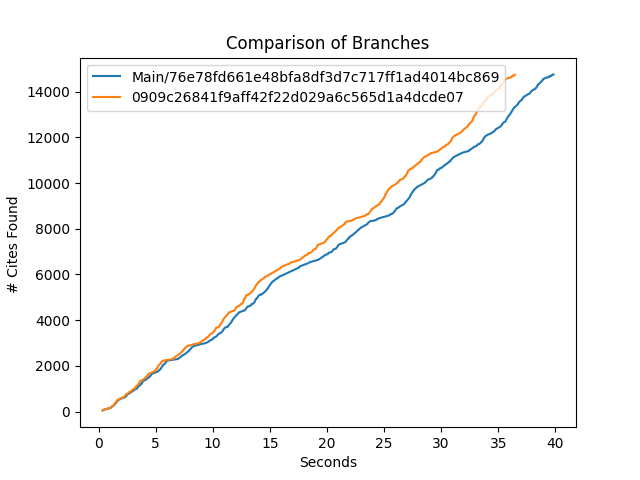 Comparison of Branches
Main/76e78fd661e48bfa8df3d7c717ff1ad4014bc869
0909c26841f9aff42f22d029a6c565d1a4dcde07
14000
12000
10000
8000
6000
4000
2000
0
# Cites Found
0 5 10 15 20 25 30 35 40
Seconds